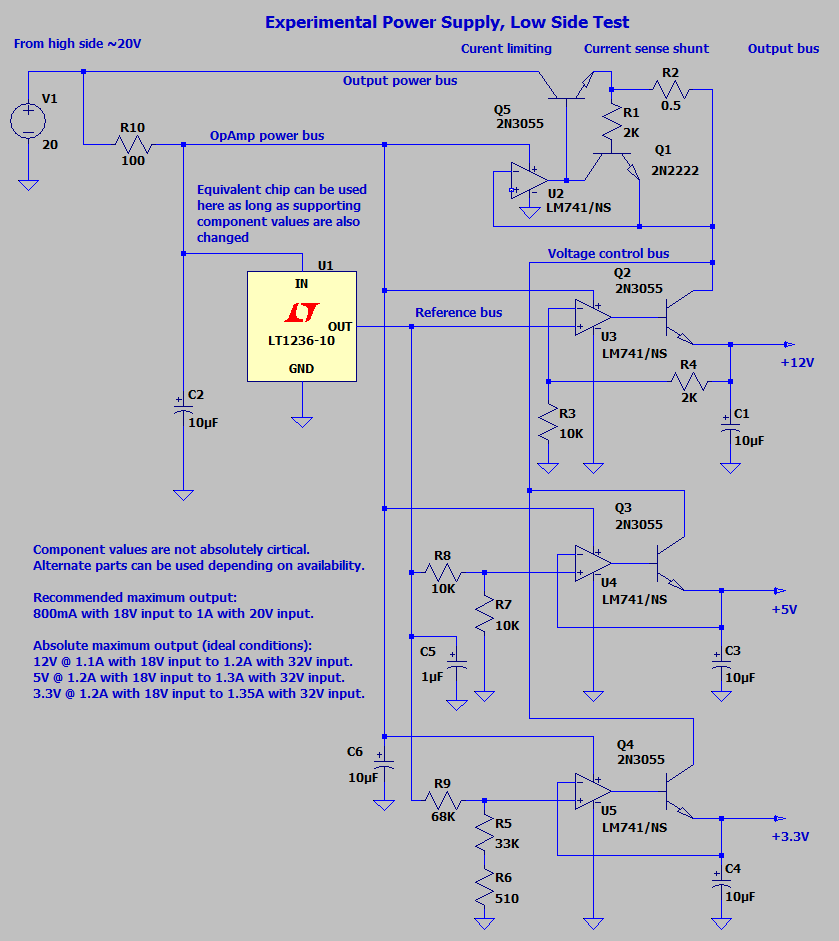 Experimental Power Supply, Low Side Test
From high side ~20V
Curent limiting
Current sense shunt
Output bus
Output power bus
V1
20
R10
100
OpAmp power bus
Q5
2N3055
R2
0.5
R1
2K
Q1
2N2222
U2
LM741/NS
Equivalent chip can be used
here as long as supporting
component values are also
changed
Voltage control bus
U1
IN
OUT
LT1236-10
GND
Reference bus
Q2
2N3055
U3
LM741/NS
+12V
R4
2K
C2
10µF
R3
10K
C1
10µF
Q3
2N3055
Component values are not absolutely cirtical.
Alternate parts can be used depending on availability.
Recommended maximum output:
800mA with 18V input to 1A with 20V input.
Absolute maximum output (ideal conditions):
12V @ 1.1A with 18V input to 1.2A with 32V input.
5V @ 1.2A with 18V input to 1.3A with 32V input.
3.3V @ 1.2A with 18V input to 1.35A with 32V input.
R8
10K
U4
LM741/NS
+5V
R7
10K
C5
1µF
C3
10µF
C6
10µF
Q4
2N3055
R9
68K
U5
LM741/NS
+3.3V
R5
33K
R6
510
C4
10µF